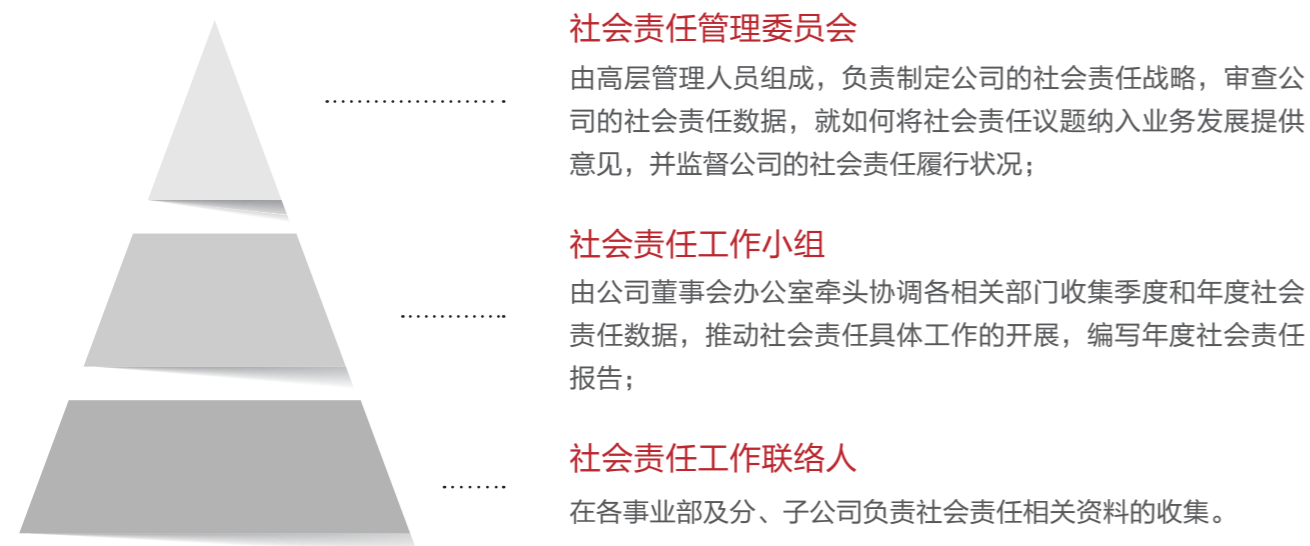 社会责任管理委员会
由高层管理人员组成，负责制定公司的社会责任战略，审查公
司的社会责任数据，就如何将社会责任议题纳入业务发展提供
意见，并监督公司的社会责任履行状况；
社会责任工作小组
由公司董事会办公室牵头协调各相关部门收集季度和年度社会
责任数据，推动社会责任具体工作的开展，编写年度社会责任
报告；
社会责任工作联络人
在各事业部及分、子公司负责社会责任相关资料的收集。